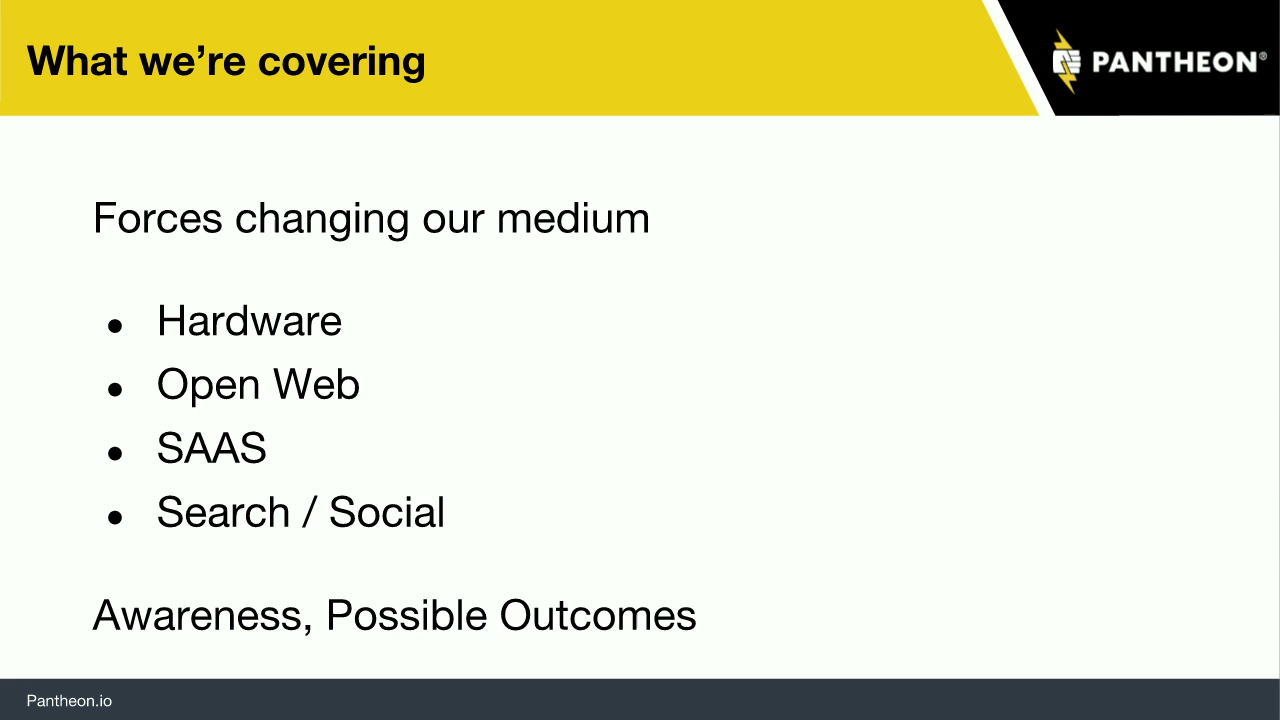 What we’re covering
PANTHEON®
Forces changing our medium
● Hardware
● Open Web
● SAAS
● Search / Social
Awareness, Possible Outcomes
Pantheon.io